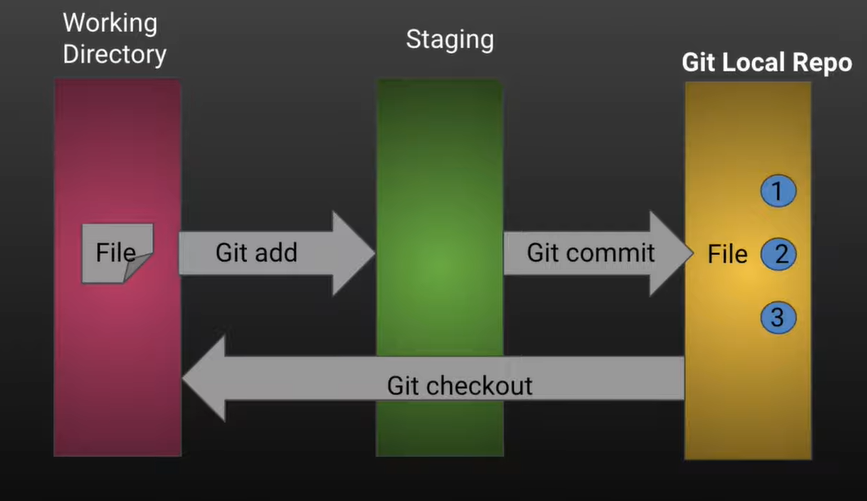 Working
Directory
Staging
Git Local Repo
File
Git add
Git commit
File
1
2
3
Git checkout